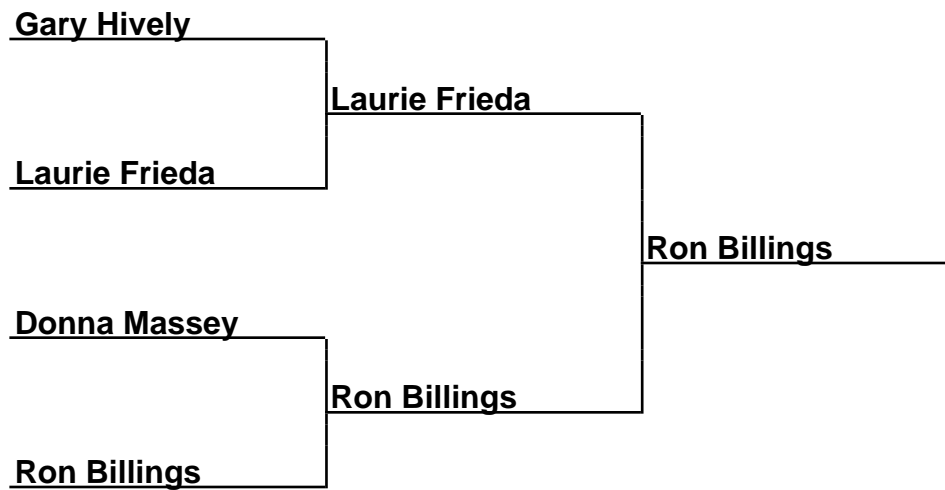 Gary Hively
Laurie Frieda
Laurie Frieda
Ron Billings
Donna Massey
Ron Billings
Ron Billings